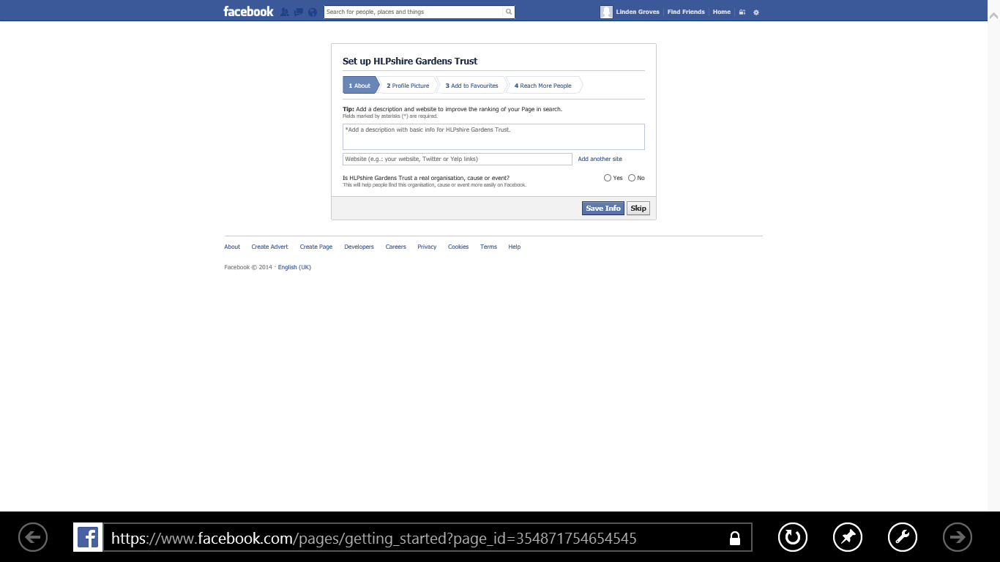 facebook Search for people, places and things Linden Groves Find Friends Home
Set up HLPshire Gardens Trust
1 About 2 Profile Picture 3 Add to Favourites 4 Reach More People
Tip: Add a description and website to improve the ranking of your Page in search.
Fields marked by asterisks (*) are required.
*Add a description with basic info for HLPshire Gardens Trust.
Website (e.g.: your website, Twitter or Yelp links) Add another site
Is HLPshire Gardens Trust a real organisation, cause or event? Yes No
This will help people find this organisation, cause or event more easily on Facebook.
Save Info Skip
About Create Advert Create Page Developers Careers Privacy Cookies Terms Help
Facebook © 2014 · English (UK)
f https://www.facebook.com/pages/getting_started?page_id=354871754654545